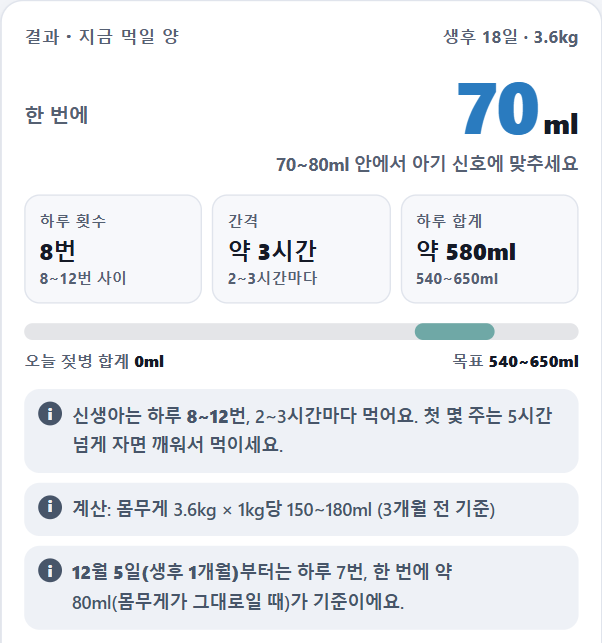 결과 · 지금 먹일 양
생후 18일 · 3.6kg
한 번에
70ml
70~80ml 안에서 아기 신호에 맞추세요
하루 횟수
8번
8~12번 사이
간격
약 3시간
2~3시간마다
하루 합계
약 580ml
540~650ml
오늘 젖병 합계 0ml
목표 540~650ml
신생아는 하루 8~12번, 2~3시간마다 먹어요. 첫 몇 주는 5시간
넘게 자면 깨워서 먹이세요.
계산: 몸무게 3.6kg × 1kg당 150~180ml (3개월 전 기준)
12월 5일(생후 1개월)부터는 하루 7번, 한 번에 약
80ml(몸무게가 그대로일 때)가 기준이에요.